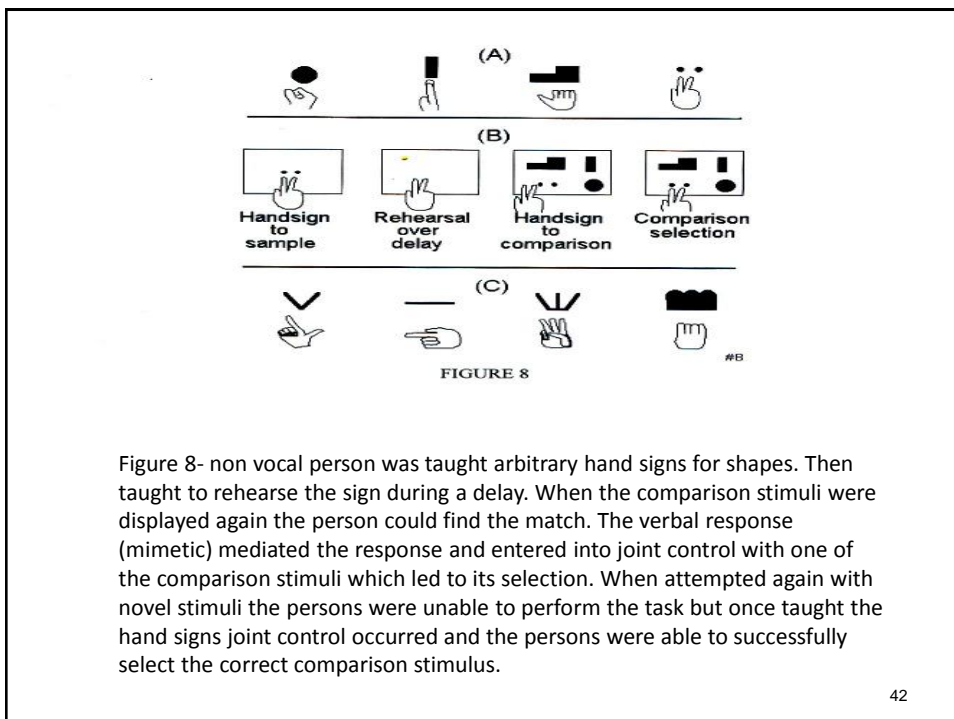 (A)
(B)
Handsign
to
sample
Rehearsal
over
delay
Handsign
to
comparison
Comparison
selection
(C)
#B
FIGURE 8
Figure 8- non vocal person was taught arbitrary hand signs for shapes. Then
taught to rehearse the sign during a delay. When the comparison stimuli were
displayed again the person could find the match. The verbal response
(mimetic) mediated the response and entered into joint control with one of
the comparison stimuli which led to its selection. When attempted again with
novel stimuli the persons were unable to perform the task but once taught the
hand signs joint control occurred and the persons were able to successfully
select the correct comparison stimulus.
42